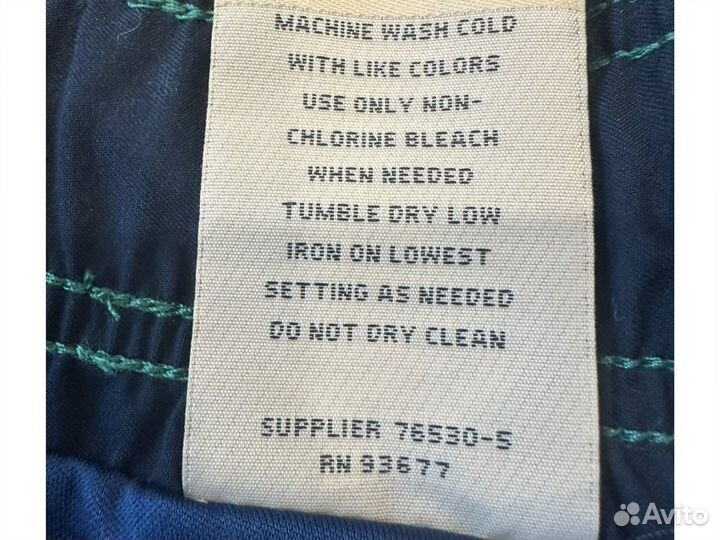 MACHINE WASH COLD
WITH LIKE COLORS
USE ONLY NON-
CHLORINE BLEACH
WHEN NEEDED
TUMBLE DRY LOW
IRON ON LOWEST
SETTING AS NEEDED
DO NOT DRY CLEAN
SUPPLIER 76530-5
RN 93677
Avito